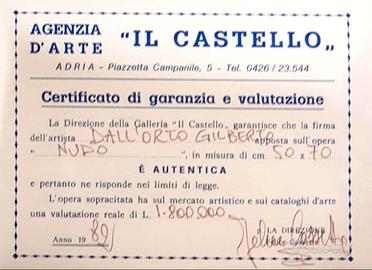 AGENZIA
D'ARTE "IL CASTELLO„
ADRIA - Piazzetta Campanile, 5 - Tel. 0426/23.544
Certificato di garanzia e valutazione
La Direzione della Galleria "Il Castello„ garantisce che la firma
dell'artista DALL'ORTO GILBERTO apposta sull'opera
" NUDO ", in misura di cm. 50 x 70
È AUTENTICA
e pertanto ne risponde nei limiti di legge.
L'opera sopracitata ha sul mercato artistico e sui cataloghi d'arte
una valutazione reale di L. 1.800.000
Anno 19 89
p. LA DIREZIONE